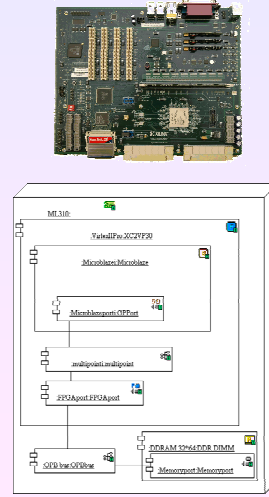 ML310:
:VirtexIIPro:XC2VP30
:Microblaze:Microblaze
:Microblazeport:OPPort
:multipoint:multipoint
:FPGAport:FPGAport
:OPB bus:OPBbus
:DDRAM 32*64:DDR DIMM
:Memoryport:Memoryport